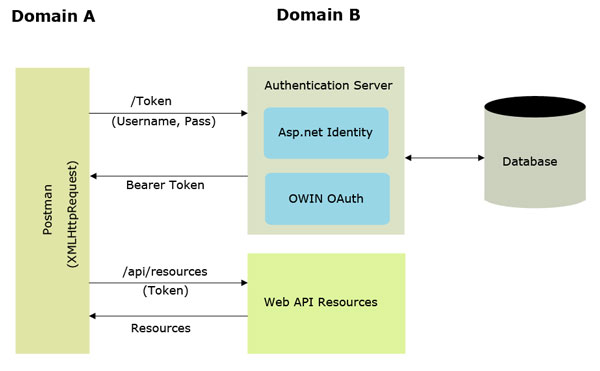 Domain A
Domain B
Postman
(XMLHttpRequest)
/Token
(Username, Pass)
Bearer Token
Authentication Server
Asp.net Identity
OWIN OAuth
Database
/api/resources
(Token)
Resources
Web API Resources